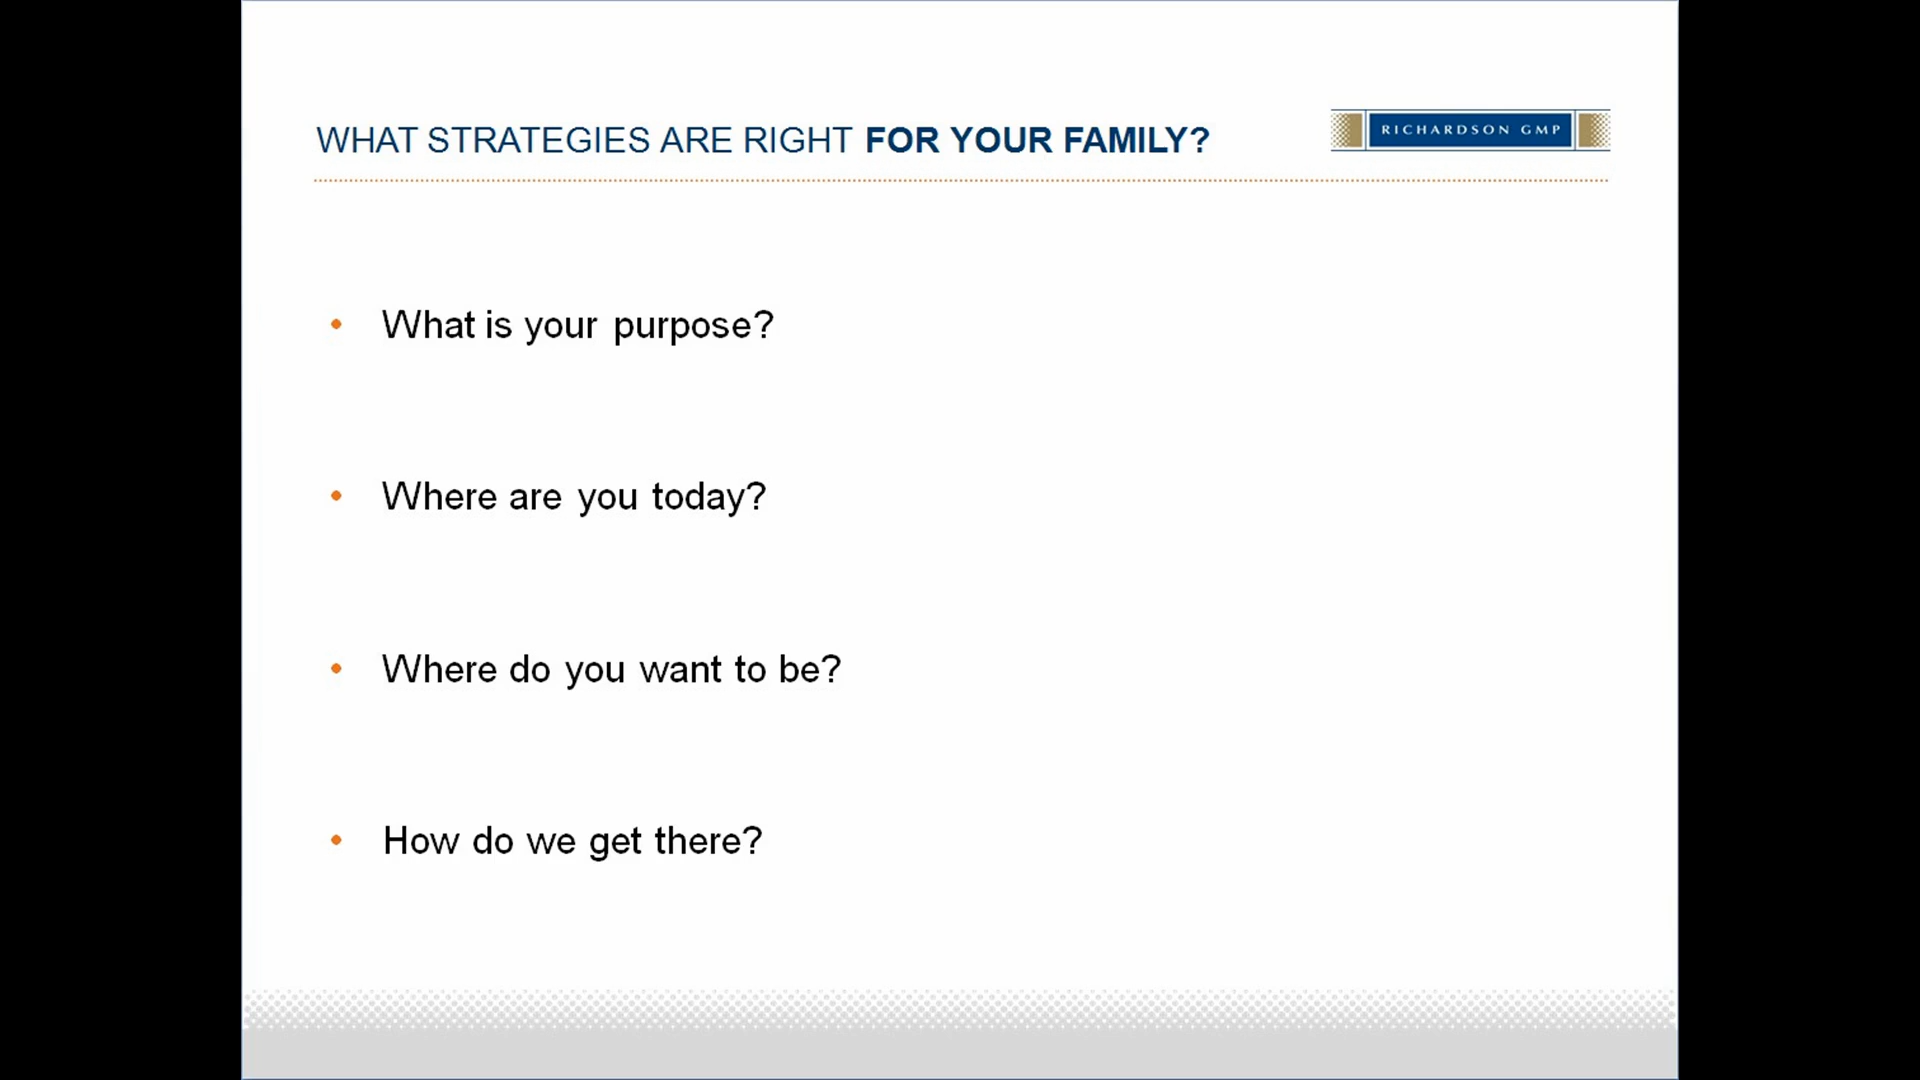 WHAT STRATEGIES ARE RIGHT FOR YOUR FAMILY?
RICHARDSON GMP
• What is your purpose?
• Where are you today?
• Where do you want to be?
• How do we get there?